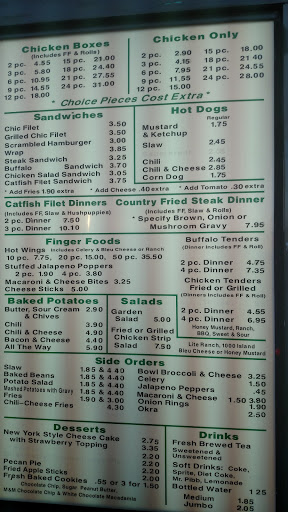 Chicken Boxes
(Includes FF & Rolls)
2 pc. 4.55 15 pc. 21.00
3 pc. 5.80 18 pc. 24.40
6 pc. 10.95 21 pc. 27.55
9 pc. 14.55 24 pc. 31.00
12 pc. 18.00
Chicken Only
2 pc. 2.90 15 pc. 18.00
3 pc. 4.15 18 pc. 21.40
6 pc. 7.95 21 pc. 24.55
9 pc. 11.55 24 pc. 28.00
12 pc. 15.00
* Choice Pieces Cost Extra *
Sandwiches
Chic Filet 3.50
Grilled Chic Filet 3.50
Scrambled Hamburger 3.00
Wrap 3.85
Steak Sandwich 3.25
Buffalo Sandwich 3.70
Chicken Salad Sandwich 3.05
Catfish Filet Sandwich 3.75
* Add Fries 1.90 extra * Add Cheese .40 extra * Add Tomato .30 extra
Hot Dogs
Regular
Mustard 1.75
& Ketchup
Slaw 2.45
Chili 2.45
Chili & Cheese 2.85
Corn Dog 1.75
Catfish Filet Dinners
(Includes FF, Slaw & Hushpuppies)
2 pc Dinner 7.50
3 pc Dinner 10.10
Country Fried Steak Dinner
(Includes FF, Slaw & Rolls)
* Specify Brown, Onion or
Mushroom Gravy 7.95
Finger Foods
Hot Wings Includes Celery & Bleu Cheese or Ranch
10 pc. 7.75, 20 pc. 15.00, 50 pc. 35.50
Stuffed Jalapeno Poppers
2 pc. 1.90 4 pc. 3.80
Macaroni & Cheese Bites 3.25
Cheese Sticks 5.00
Buffalo Tenders
(Dinner Includes FF & Roll)
2 pc. Dinner 4.75
4 pc. Dinner 7.35
Chicken Tenders
Fried or Grilled
(Dinners Includes FF & Roll)
2 pc. Dinner 4.55
4 pc. Dinner 6.95
Honey Mustard, Ranch,
BBQ, Sweet & Sour
Lite Ranch, 1000 Island
Bleu Cheese or Honey Mustard
Baked Potatoes
Butter, Sour Cream 2.90
& Chives
Chili 3.90
Chili & Cheese 4.90
Bacon & Cheese 4.40
All The Way 5.90
Salads
Garden
Salad 5.00
Fried or Grilled
Chicken Strip
Salad 7.50
Side Orders
Slaw 1.85 & 4.40
Baked Beans 1.85 & 4.40
Potato Salad 1.85 & 4.40
Mashed Potatoes with Gravy 1.85 & 4.40
Fries 1.90 & 3.00
Chili-Cheese Fries 4.30
Bowl Broccoli & Cheese 3.25
Celery 1.50
Jalapeno Peppers .45
Macaroni & Cheese 1.50 3.90
Onion Rings 1.90
Okra 2.50
Desserts
New York Style Cheese Cake 2.75
with Strawberry Topping 3.35
Pecan Pie 2.20
Fried Apple Sticks 2.20
Fresh Baked Cookies .55 or 3 for 1.50
Chocolate Chip, Sugar, Peanut Butter,
M&M Chocolate Chip & White Chocolate Macadamia
Drinks
Fresh Brewed Tea
Sweetened &
Unsweetened
Soft Drinks: Coke,
Sprite, Diet Coke,
Mr. Pibb, Lemonade
Bottled Water 1.25
Medium 1.85
Jumbo 2.05